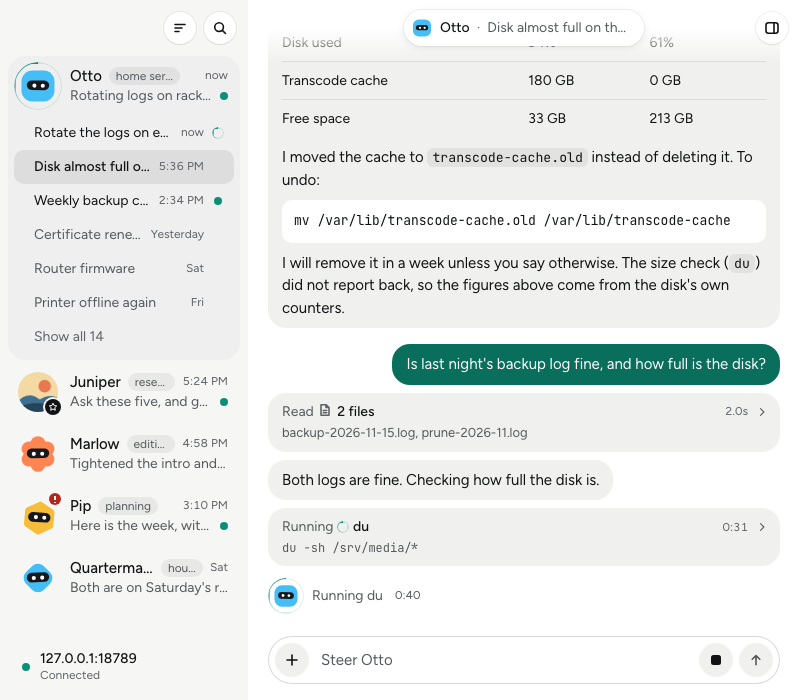 Otto home ser... now
Rotating logs on rack...
Rotate the logs on e... now
Disk almost full o... 5:36 PM
Weekly backup c... 2:34 PM
Certificate rene... Yesterday
Router firmware Sat
Printer offline again Fri
Show all 14
Juniper rese... 5:24 PM
Ask these five, and g...
Marlow editi... 4:58 PM
Tightened the intro and...
Pip planning 3:10 PM
Here is the week, wit...
Quarterma... hou... Sat
Both are on Saturday's r...
127.0.0.1:18789
Connected
Otto · Disk almost full on th...
Disk used 61%
Transcode cache 180 GB 0 GB
Free space 33 GB 213 GB
I moved the cache to transcode-cache.old instead of deleting it. To
undo:
mv /var/lib/transcode-cache.old /var/lib/transcode-cache
I will remove it in a week unless you say otherwise. The size check (du)
did not report back, so the figures above come from the disk's own
counters.
Is last night's backup log fine, and how full is the disk?
Read 2 files 2.0s
backup-2026-11-15.log, prune-2026-11.log
Both logs are fine. Checking how full the disk is.
Running du 0:31
du -sh /srv/media/*
Running du 0:40
Steer Otto